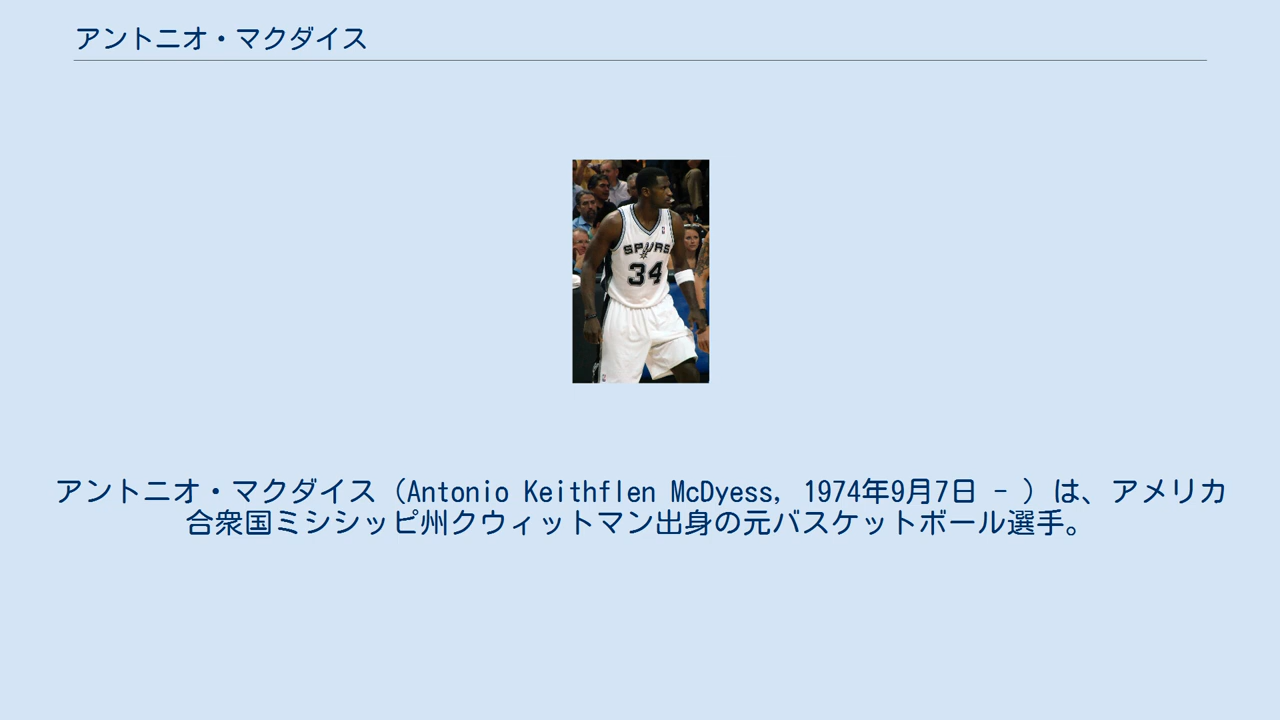 アントニオ・マクダイス
SPURS
34
アントニオ・マクダイス（Antonio Keithflen McDyess, 1974年9月7日 - ）は、アメリカ
合衆国ミシシッピ州クウィットマン出身の元バスケットボール選手。